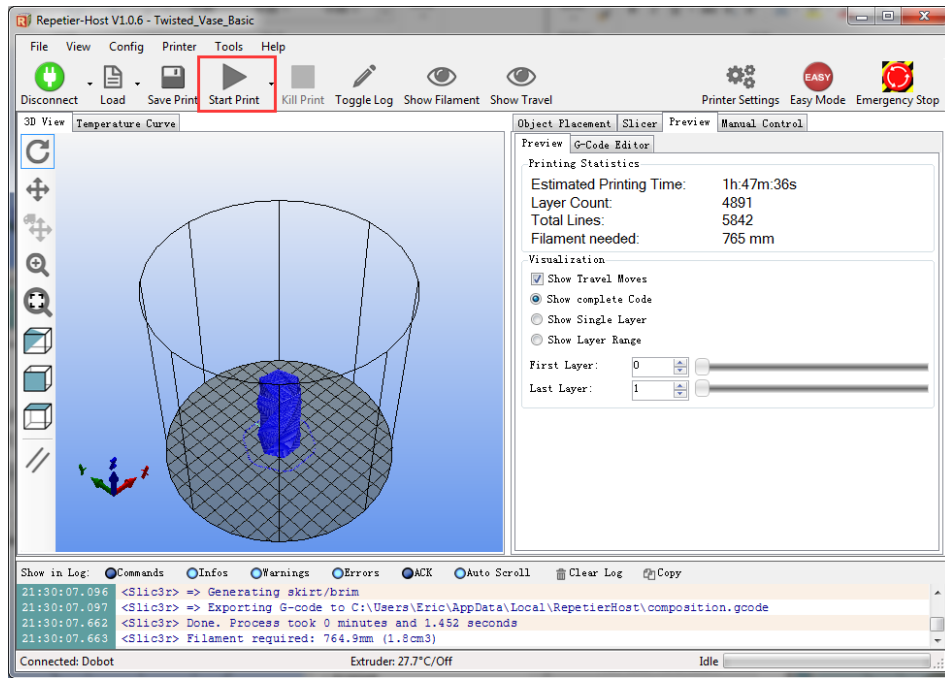 Repetier-Host V1.0.6 - Twisted_Vase_Basic
File View Config Printer Tools Help
Disconnect Load Save Print Start Print Kill Print Toggle Log Show Filament Show Travel Printer Settings Easy Mode Emergency Stop
EASY
3D View Temperature Curve
Object Placement Slicer Preview Manual Control
Preview G-Code Editor
Printing Statistics
Estimated Printing Time: 1h:47m:36s
Layer Count: 4891
Total Lines: 5842
Filament needed: 765 mm
Visualization
Show Travel Moves
Show complete Code
Show Single Layer
Show Layer Range
First Layer: 0
Last Layer: 1
Y Z X
Show in Log: Commands Infos Warnings Errors ACK Auto Scroll Clear Log Copy
21:30:07.096 <Slic3r> => Generating skirt/brim
21:30:07.097 <Slic3r> => Exporting G-code to C:\Users\Eric\AppData\Local\RepetierHost\composition.gcode
21:30:07.662 <Slic3r> Done. Process took 0 minutes and 1.452 seconds
21:30:07.663 <Slic3r> Filament required: 764.9mm (1.8cm3)
Connected: Dobot Extruder: 27.7°C/Off Idle